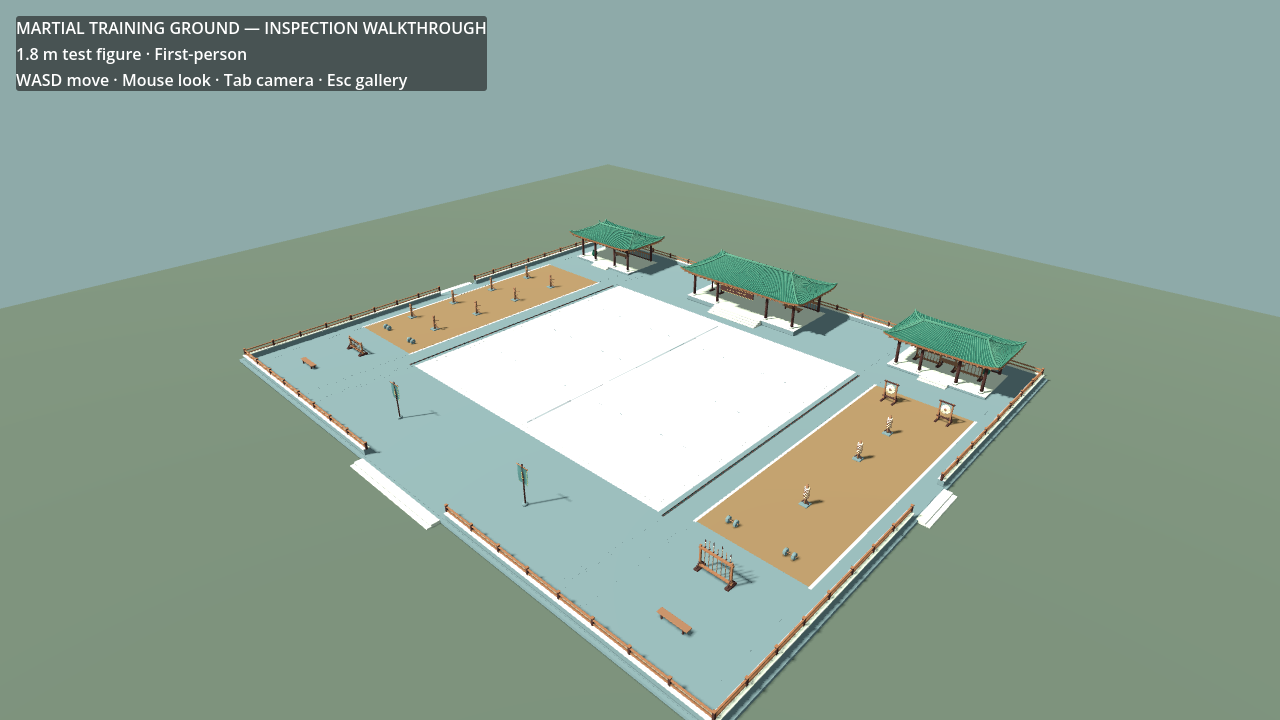 MARTIAL TRAINING GROUND — INSPECTION WALKTHROUGH
1.8 m test figure · First-person
WASD move · Mouse look · Tab camera · Esc gallery